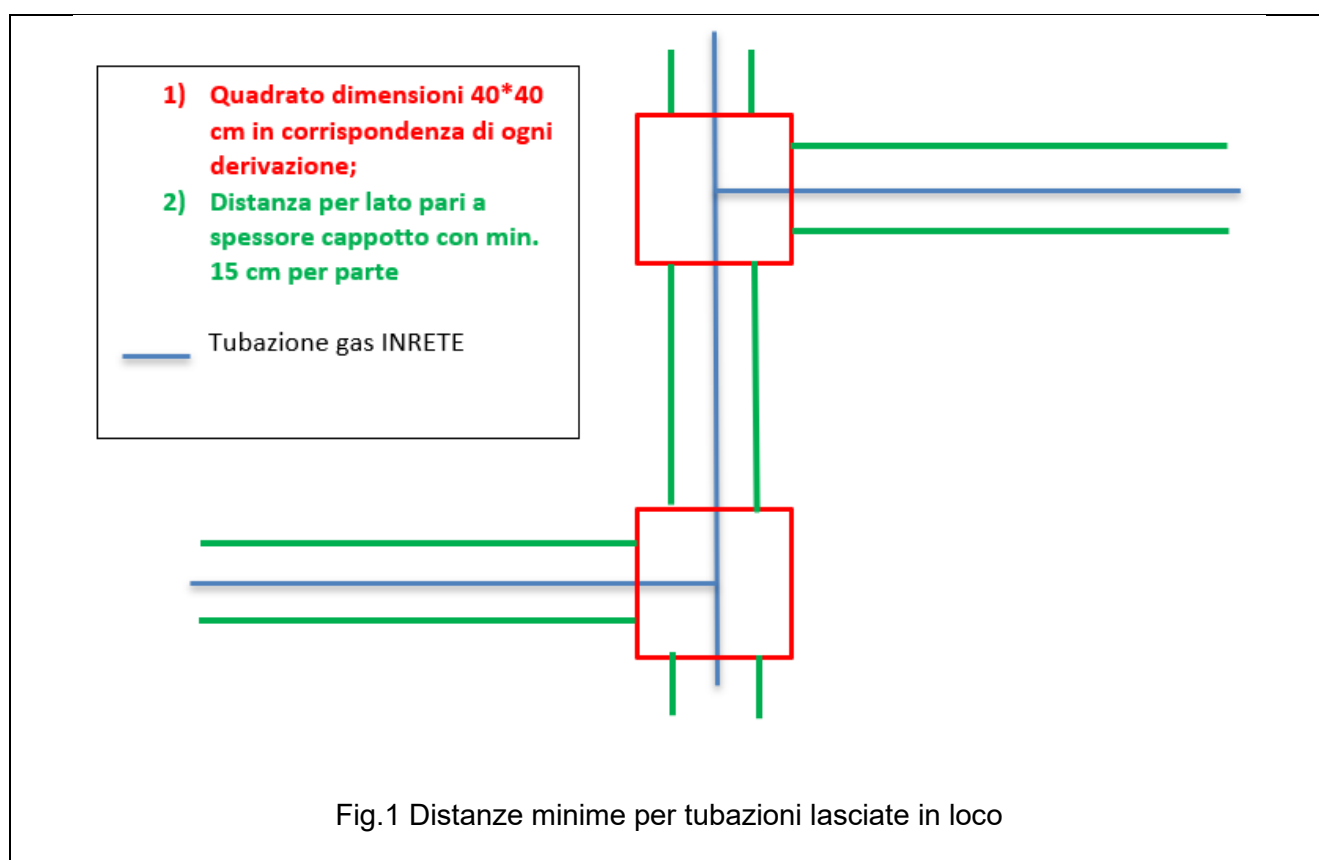 1) Quadrato dimensioni 40*40
cm in corrispondenza di ogni
derivazione;
2) Distanza per lato pari a
spessore cappotto con min.
15 cm per parte
Tubazione gas INRETE
Fig.1 Distanze minime per tubazioni lasciate in loco